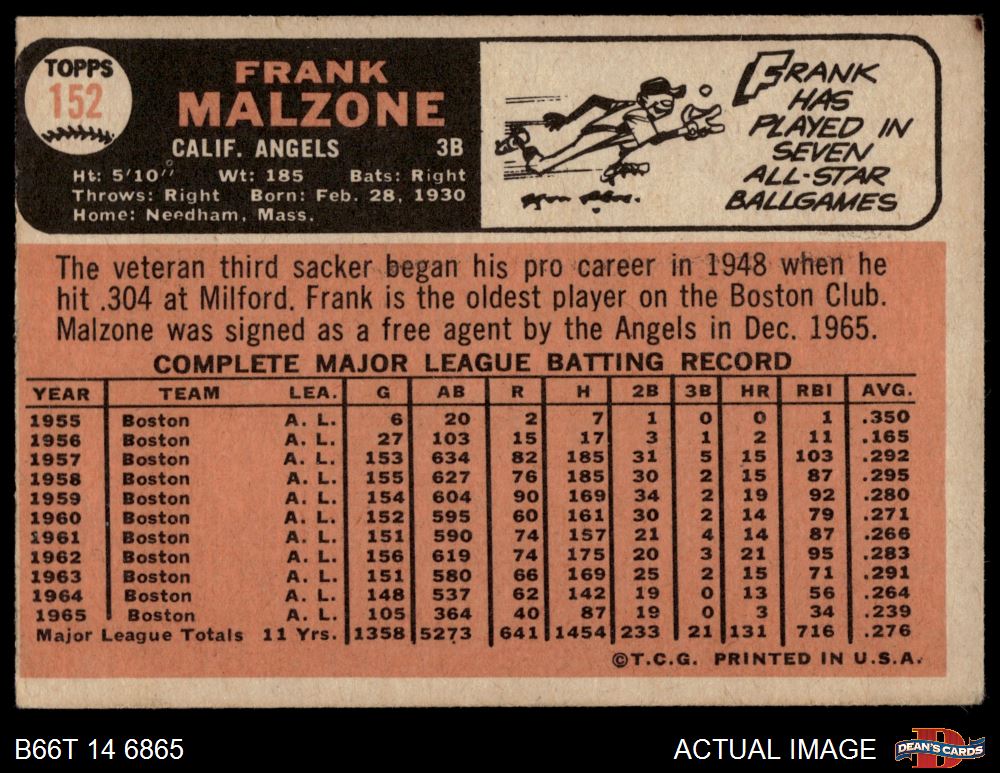 TOPPS
152
FRANK
MALZONE
CALIF. ANGELS 3B
Ht: 5'10" Wt: 185 Bats: Right
Throws: Right Born: Feb. 28, 1930
Home: Needham, Mass.
FRANK
HAS
PLAYED IN
SEVEN
ALL-STAR
BALLGAMES
The veteran third sacker began his pro career in 1948 when he
hit .304 at Milford. Frank is the oldest player on the Boston Club.
Malzone was signed as a free agent by the Angels in Dec. 1965.
COMPLETE MAJOR LEAGUE BATTING RECORD
YEAR TEAM LEA. G AB R H 2B 3B HR RBI AVG.
1955 Boston A. L. 6 20 2 7 1 0 0 1 .350
1956 Boston A. L. 27 103 15 17 3 1 2 11 .165
1957 Boston A. L. 153 634 82 185 31 5 15 103 .292
1958 Boston A. L. 155 627 76 185 30 2 15 87 .295
1959 Boston A. L. 154 604 90 169 34 2 19 92 .280
1960 Boston A. L. 152 595 60 161 30 2 14 79 .271
1961 Boston A. L. 151 590 74 157 21 4 14 87 .266
1962 Boston A. L. 156 619 74 175 20 3 21 95 .283
1963 Boston A. L. 151 580 66 169 25 2 15 71 .291
1964 Boston A. L. 148 537 62 142 19 0 13 56 .264
1965 Boston A. L. 105 364 40 87 19 0 3 34 .239
Major League Totals 11 Yrs. 1358 5273 641 1454 233 21 131 716 .276
©T.C.G. PRINTED IN U.S.A.
B66T 14 6865
ACTUAL IMAGE
DEAN'S CARDS